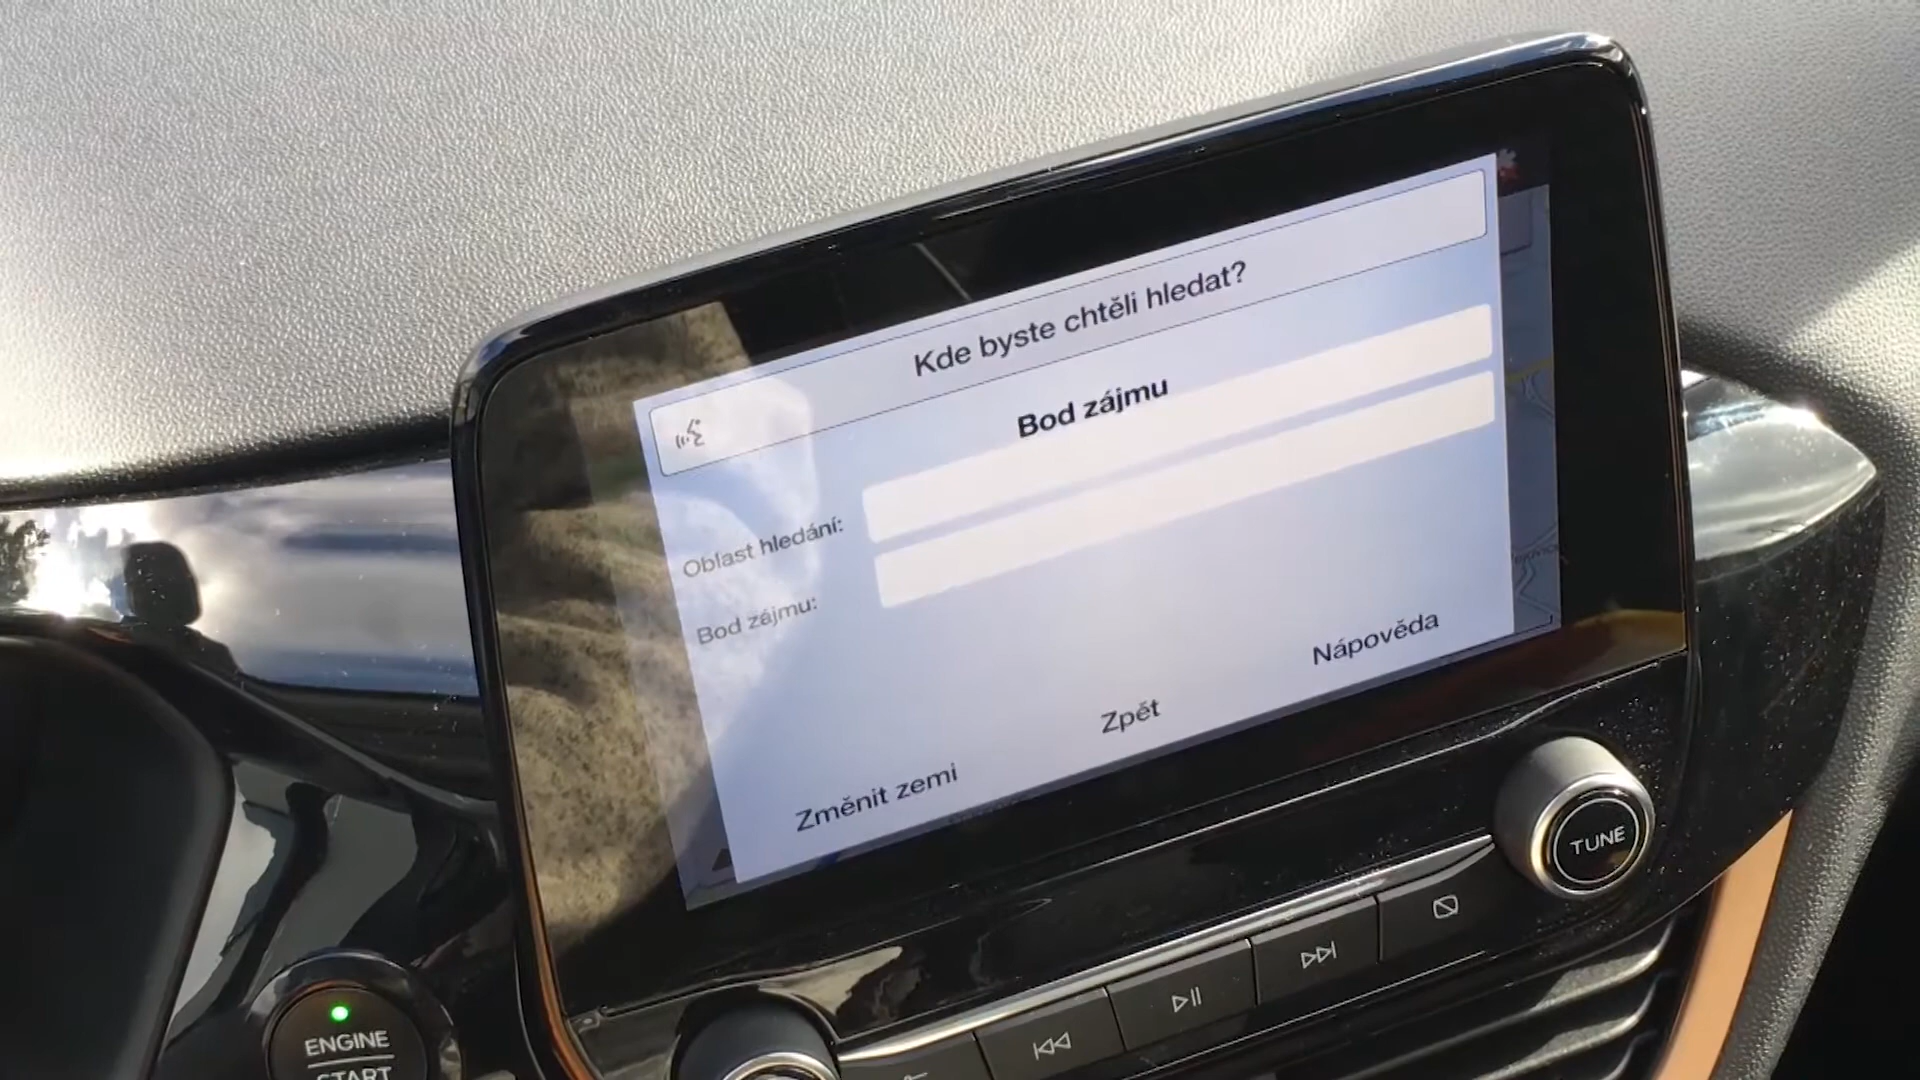 Kde byste chtěli hledat?
Bod zájmu
Oblast hledání:
Bod zájmu:
Nápověda
Zpět
Změnit zemi
TUNE
ENGINE
START